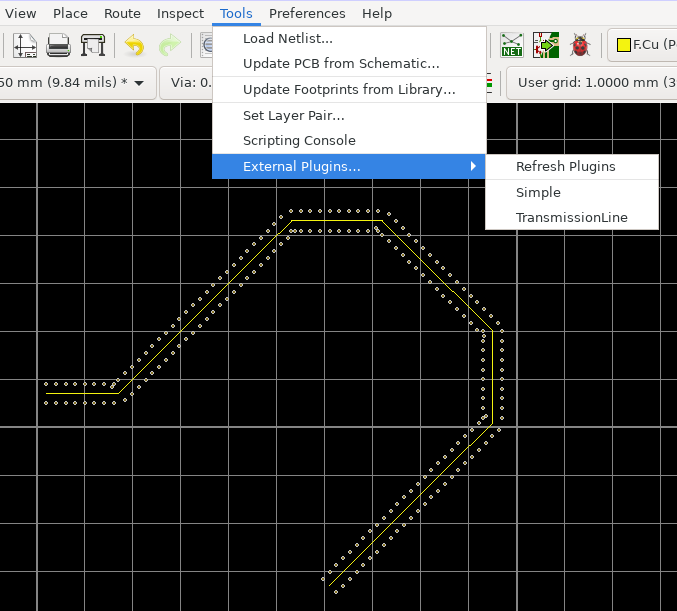 View Place Route Inspect Tools Preferences Help
NET
F.Cu (P
50 mm (9.84 mils) *
Via: 0.
User grid: 1.0000 mm (3
Load Netlist...
Update PCB from Schematic...
Update Footprints from Library...
Set Layer Pair...
Scripting Console
External Plugins...
Refresh Plugins
Simple
TransmissionLine